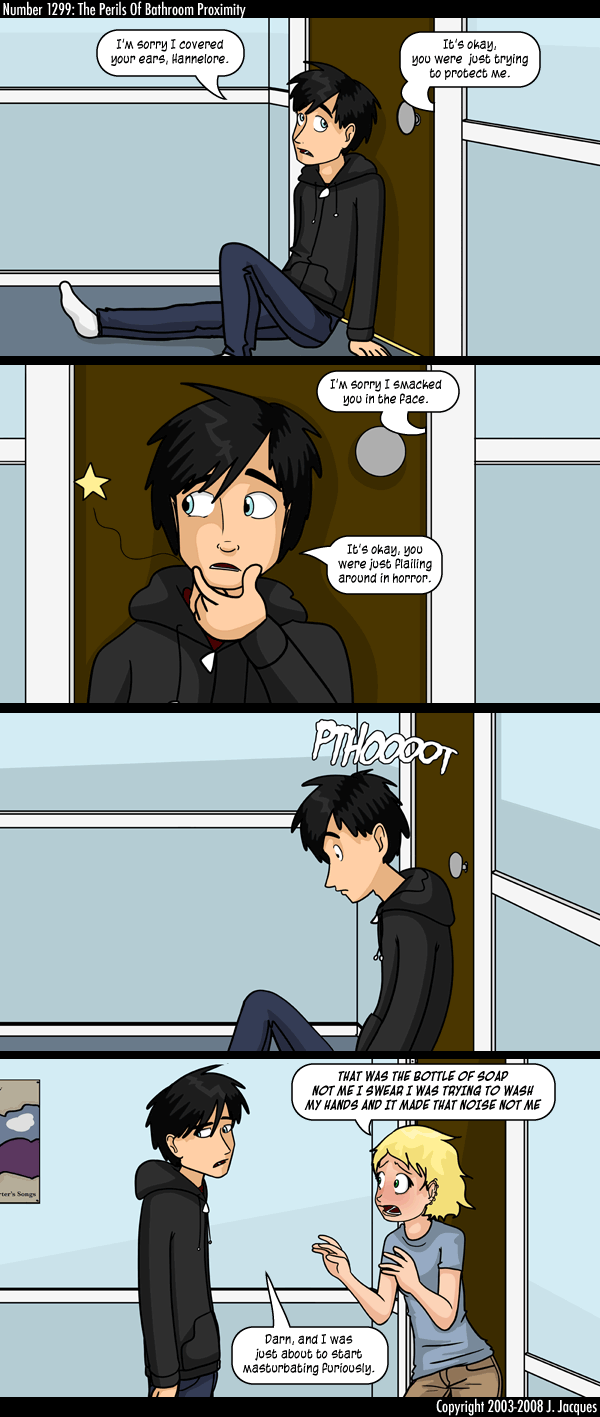 Number 1299: The Perils Of Bathroom Proximity
I'm sorry I covered
your ears, Hannelore.
It's okay,
you were just trying
to protect me.
I'm sorry I smacked
you in the face.
It's okay, you
were just flailing
around in horror.
PTHOOOOT
THAT WAS THE BOTTLE OF SOAP
NOT ME I SWEAR I WAS TRYING TO WASH
MY HANDS AND IT MADE THAT NOISE NOT ME
ter's Songs
Darn, and I was
just about to start
masturbating furiously.
Copyright 2003-2008 J. Jacques